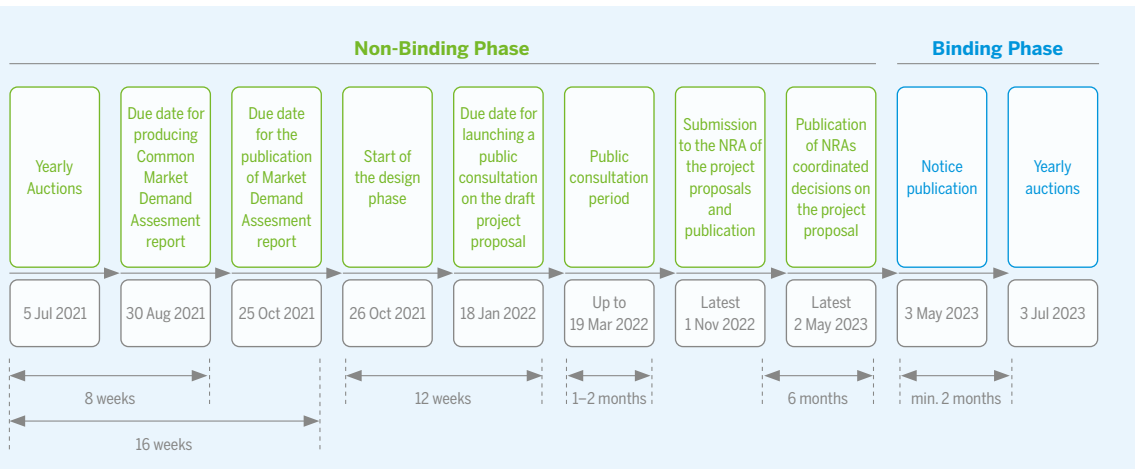 Non-Binding Phase
Binding Phase
Yearly
Auctions
Due date for
producing
Common
Market
Demand
Assesment
report
Due date
for the
publication
of Market
Demand
Assesment
report
Start of
the design
phase
Due date for
launching a
public
consultation
on the draft
project
proposal
Public
consultation
period
Submission
to the NRA of
the project
proposals
and
publication
Publication
of NRAs
coordinated
decisions on
the project
proposal
Notice
publication
Yearly
auctions
5 Jul 2021
30 Aug 2021
25 Oct 2021
26 Oct 2021
18 Jan 2022
Up to
19 Mar 2022
Latest
1 Nov 2022
Latest
2 May 2023
3 May 2023
3 Jul 2023
8 weeks
12 weeks
1–2 months
6 months
min. 2 months
16 weeks